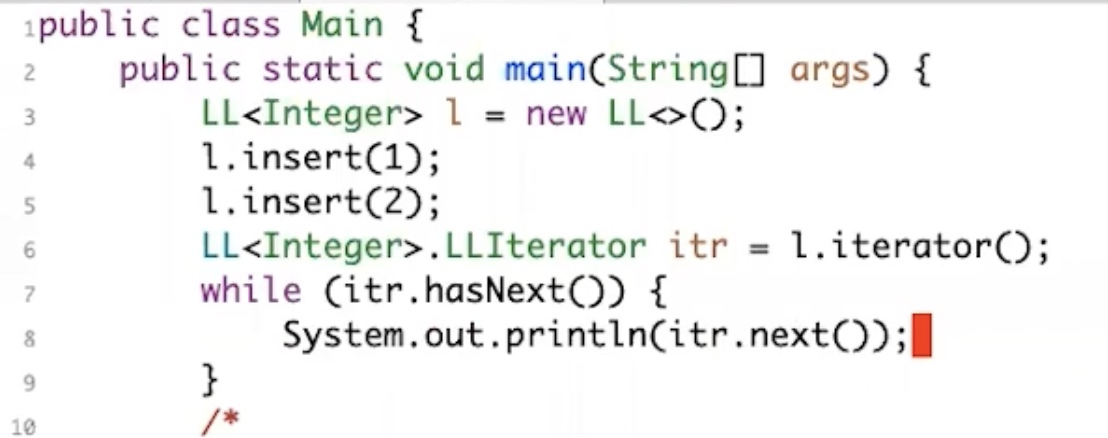 1public class Main {
2    public static void main(String[] args) {
3        LL<Integer> l = new LL<>();
4        l.insert(1);
5        l.insert(2);
6        LL<Integer>.LLIterator itr = l.iterator();
7        while (itr.hasNext()) {
8            System.out.println(itr.next());
9        }
10        /*